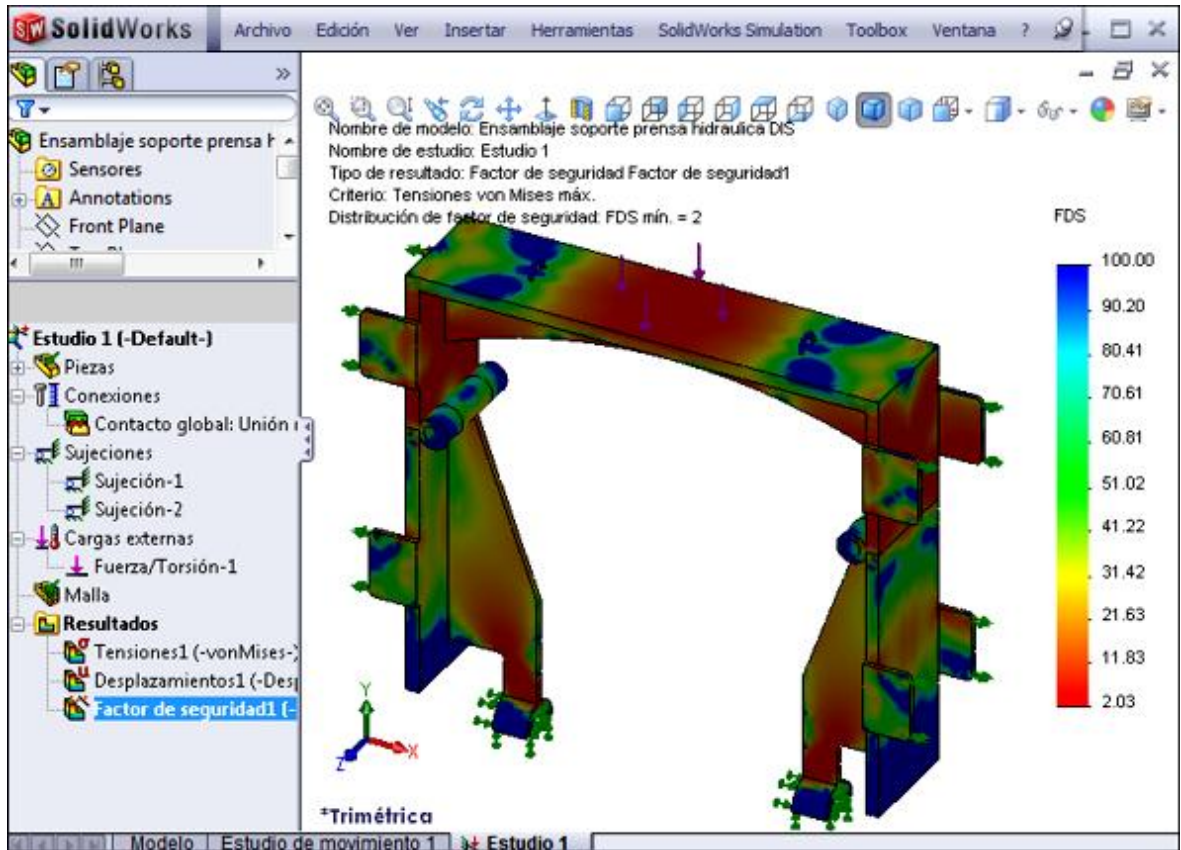 SolidWorks Archivo Edición Ver Insertar Herramientas SolidWorks Simulation Toolbox Ventana ?
Ensamblaje soporte prensa h
Sensores
Annotations
Front Plane
Estudio 1 (-Default-)
Piezas
Conexiones
Contacto global: Unión
Sujeciones
Sujeción-1
Sujeción-2
Cargas externas
Fuerza/Torsión-1
Malla
Resultados
Tensiones1 (-vonMises-)
Desplazamientos1 (-Desp
Factor de seguridad1 (-
Nombre de modelo: Ensamblaje soporte prensa hidraulica DIS
Nombre de estudio: Estudio 1
Tipo de resultado: Factor de seguridad Factor de seguridad1
Criterio: Tensiones von Mises máx.
Distribución de factor de seguridad: FDS mín. = 2
FDS
100.00
90.20
80.41
70.61
60.81
51.02
41.22
31.42
21.63
11.83
2.03
Y
X
Z
*Trimétrica
Modelo Estudio de movimiento 1 Estudio 1